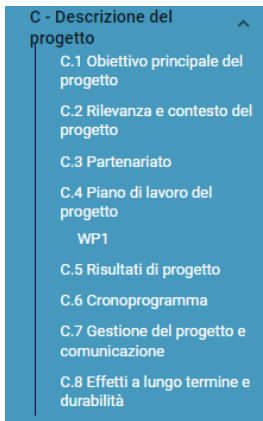 C - Descrizione del
progetto
C.1 Obiettivo principale del
progetto
C.2 Rilevanza e contesto del
progetto
C.3 Partenariato
C.4 Piano di lavoro del
progetto
WP1
C.5 Risultati di progetto
C.6 Cronoprogramma
C.7 Gestione del progetto e
comunicazione
C.8 Effetti a lungo termine e
durabilità